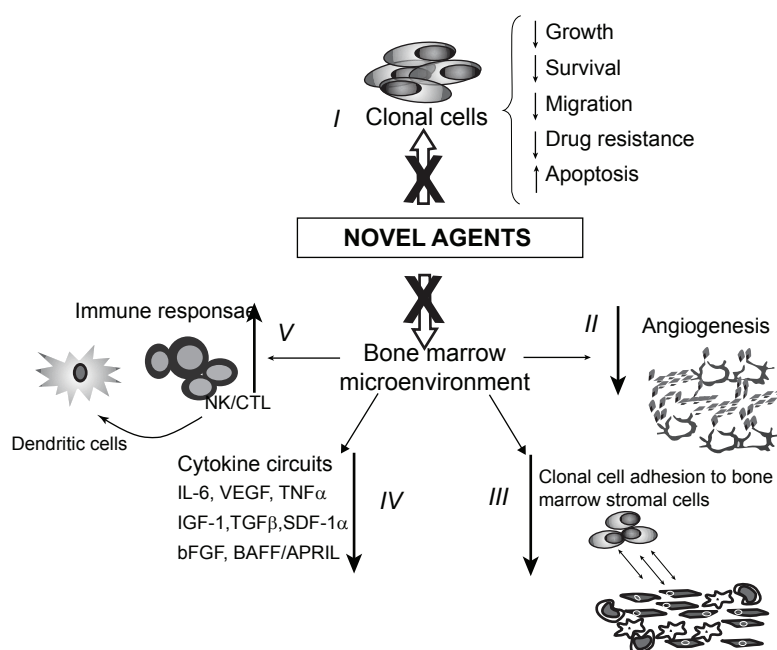 Growth
Survival
Migration
Drug resistance
Apoptosis
I Clonal cells
X
NOVEL AGENTS
X
Immune responsae
V
II
Angiogenesis
Bone marrow
microenvironment
NK/CTL
Dendritic cells
Cytokine circuits
IL-6, VEGF, TNFα
IGF-1,TGFβ,SDF-1α
bFGF, BAFF/APRIL
IV
III
Clonal cell adhesion to bone
marrow stromal cells